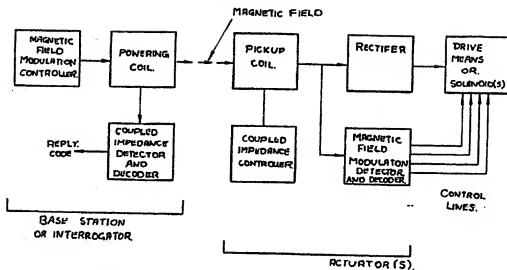 MAGNETIC FIELD
MAGNETIC
FIELD
MODULATION
CONTROLLER
POWERING
COIL.
PICKUP
COIL.
RECTIFER
DRIVE
MEANS
OR.
SOLENOID(S)
REPLY.
CODE
COUPLED
IMPEDANCE
DETECTOR
AND
DECODER
COUPLED
IMPEDANCE
CONTROLLER
MAGNETIC
FIELD
MODULATON
DETECTOR
AND DECODER
CONTROL
LINES.
BASE STATION
OR INTERROGATOR.
ACTUATOR(S).